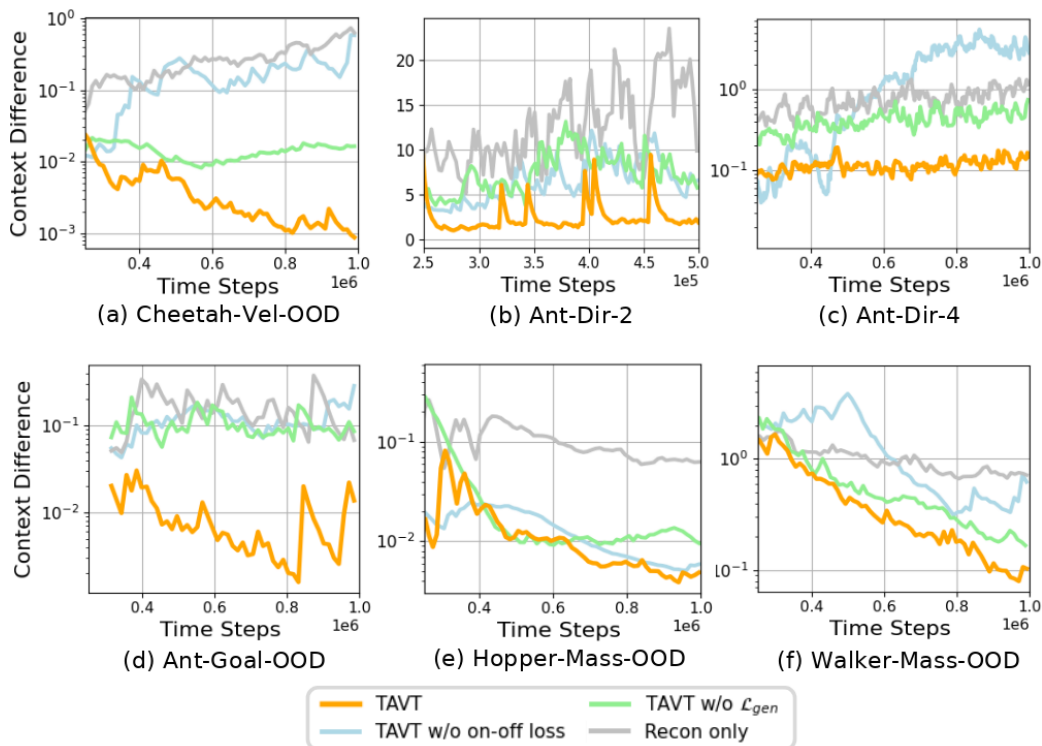 Context Difference
10⁰
10⁻¹
10⁻²
10⁻³
0.4 0.6 0.8 1.0
1e6
Time Steps
(a) Cheetah-Vel-OOD
20
15
10
5
0
2.5 3.0 3.5 4.0 4.5 5.0
1e5
Time Steps
(b) Ant-Dir-2
10⁰
10⁻¹
0.4 0.6 0.8 1.0
1e6
Time Steps
(c) Ant-Dir-4
Context Difference
10⁻¹
10⁻²
0.4 0.6 0.8 1.0
1e6
Time Steps
(d) Ant-Goal-OOD
10⁻¹
10⁻²
0.4 0.6 0.8 1.0
1e6
Time Steps
(e) Hopper-Mass-OOD
10⁰
10⁻¹
0.4 0.6 0.8 1.0
1e6
Time Steps
(f) Walker-Mass-OOD
TAVT
TAVT w/o on-off loss
TAVT w/o ℒgen
Recon only